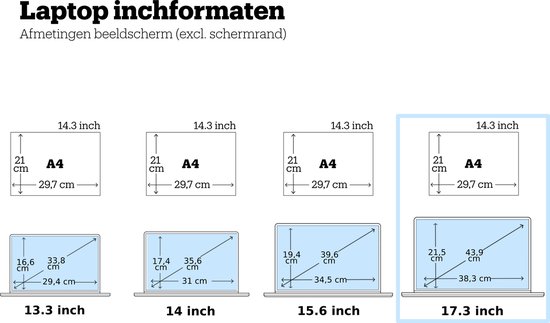 Laptop inchformaten
Afmetingen beeldscherm (excl. schermrand)
14.3 inch
14.3 inch
14.3 inch
14.3 inch
21 cm
A4
29,7 cm
21 cm
A4
29,7 cm
21 cm
A4
29,7 cm
21 cm
A4
29,7 cm
16,6 cm
33,8 cm
29,4 cm
17,4 cm
35,6 cm
31 cm
19,4 cm
39,6 cm
34,5 cm
21,5 cm
43,9 cm
38,3 cm
13.3 inch
14 inch
15.6 inch
17.3 inch